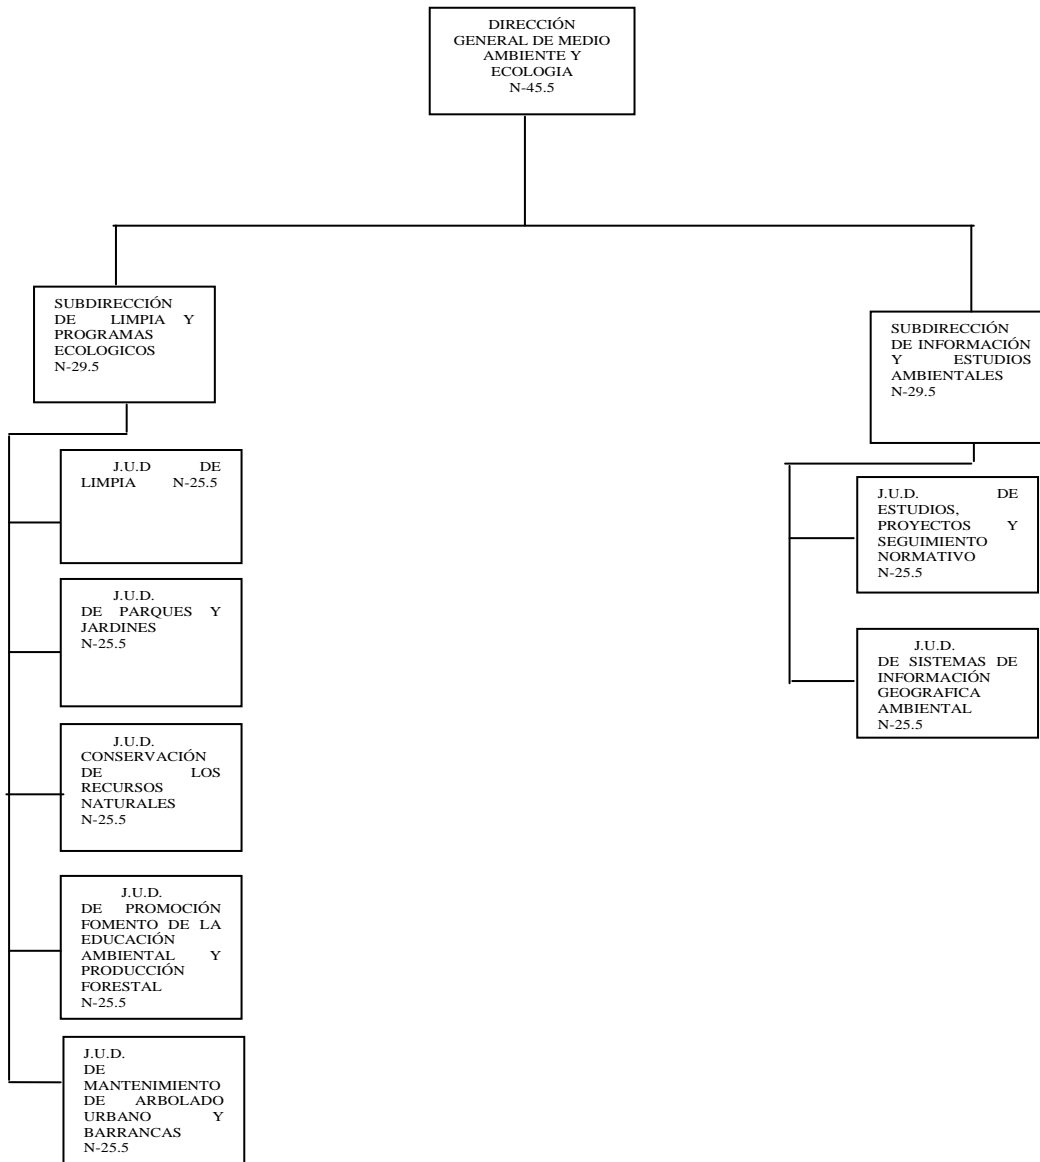 DIRECCIÓN
GENERAL DE MEDIO
AMBIENTE Y
ECOLOGIA
N-45.5
SUBDIRECCIÓN
DE LIMPIA Y
PROGRAMAS
ECOLOGICOS
N-29.5
SUBDIRECCIÓN
DE INFORMACIÓN
Y ESTUDIOS
AMBIENTALES
N-29.5
J.U.D DE
LIMPIA N-25.5
J.U.D.
DE PARQUES Y
JARDINES
N-25.5
J.U.D.
CONSERVACIÓN
DE LOS
RECURSOS
NATURALES
N-25.5
J.U.D.
DE PROMOCIÓN
FOMENTO DE LA
EDUCACIÓN
AMBIENTAL Y
PRODUCCIÓN
FORESTAL
N-25.5
J.U.D.
DE
MANTENIMIENTO
DE ARBOLADO
URBANO Y
BARRANCAS
N-25.5
J.U.D. DE
ESTUDIOS,
PROYECTOS Y
SEGUIMIENTO
NORMATIVO
N-25.5
J.U.D.
DE SISTEMAS DE
INFORMACIÓN
GEOGRAFICA
AMBIENTAL
N-25.5